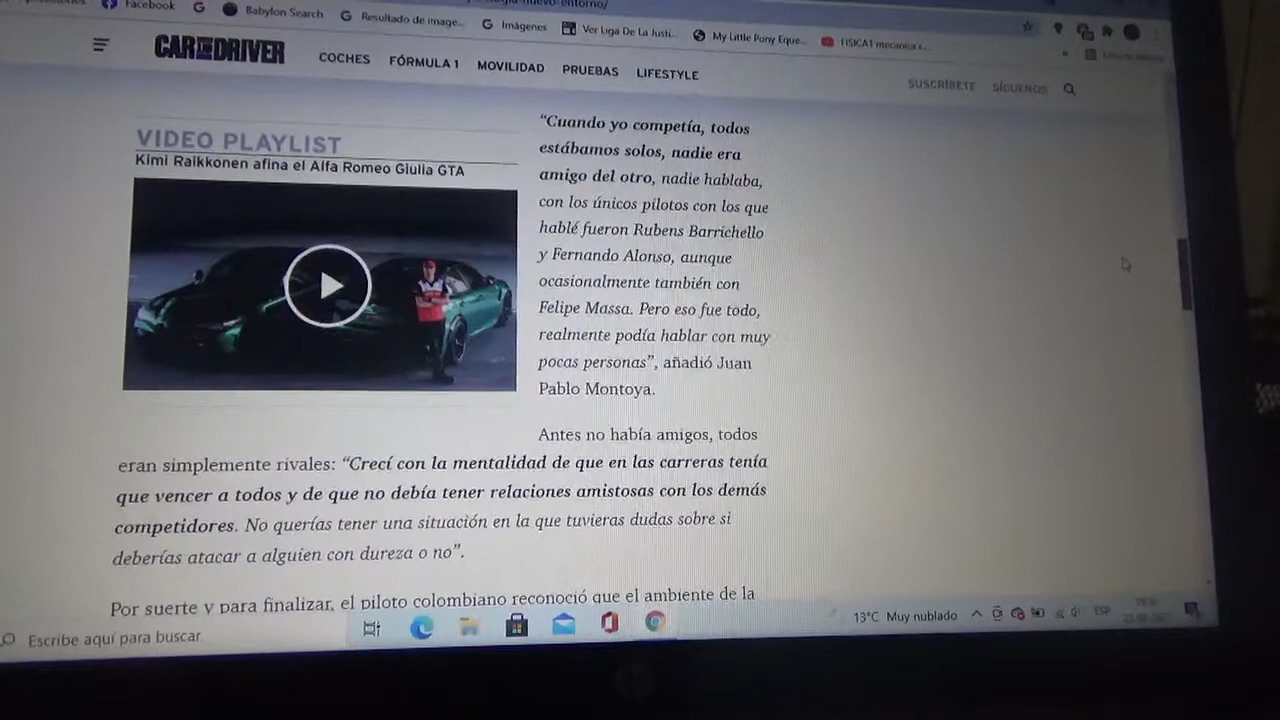 Facebook
Babylon Search
Resultado de image...
Imágenes
Ver Liga De La Justi...
My Little Pony Eque...
FISICA1 mecanica c...
CAR and DRIVER
COCHES
FÓRMULA 1
MOVILIDAD
PRUEBAS
LIFESTYLE
SUSCRÍBETE
SÍGUENOS
VIDEO PLAYLIST
Kimi Raikkonen afina el Alfa Romeo Giulia GTA
“Cuando yo competía, todos
estábamos solos, nadie era
amigo del otro, nadie hablaba,
con los únicos pilotos con los que
hablé fueron Rubens Barrichello
y Fernando Alonso, aunque
ocasionalmente también con
Felipe Massa. Pero eso fue todo,
realmente podía hablar con muy
pocas personas”, añadió Juan
Pablo Montoya.
Antes no había amigos, todos
eran simplemente rivales: “Crecí con la mentalidad de que en las carreras tenía
que vencer a todos y de que no debía tener relaciones amistosas con los demás
competidores. No querías tener una situación en la que tuvieras dudas sobre si
deberías atacar a alguien con dureza o no”.
Por suerte y para finalizar, el piloto colombiano reconoció que el ambiente de la
Escribe aquí para buscar
13°C Muy nublado
ESP